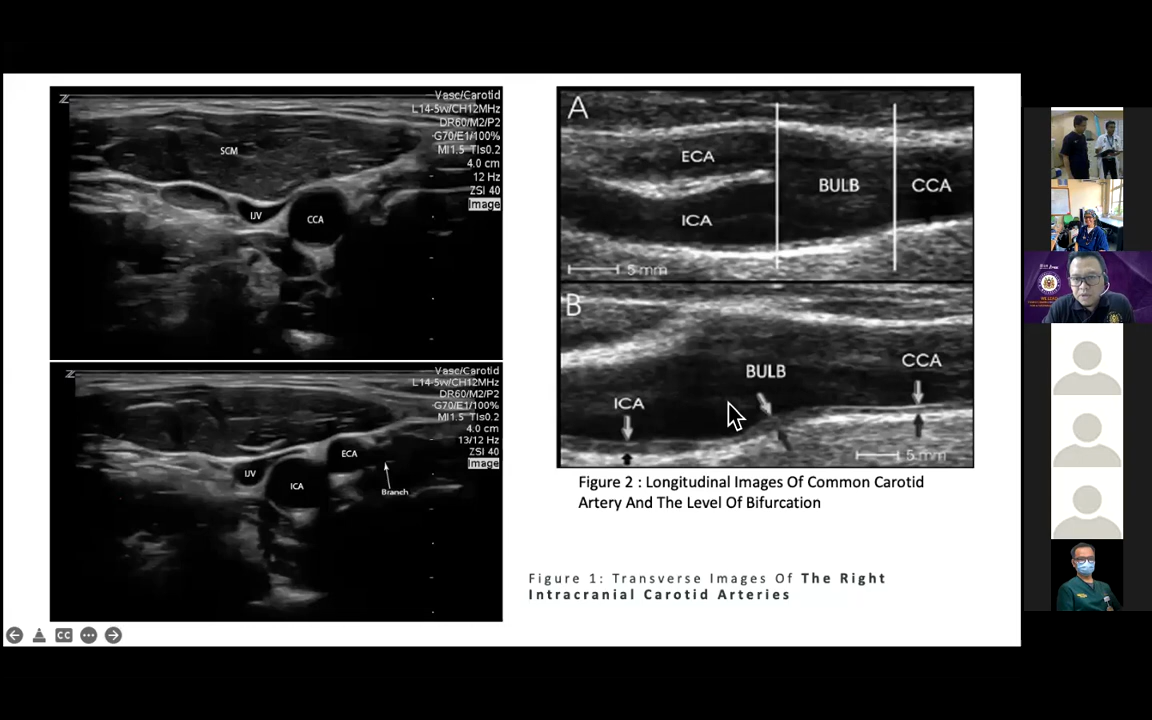 Z
Vasc/Carotid
L14-5w/CH12MHz
DR60/M2/P2
G70/E1/100%
MI1.5 TIs0.2
4.0 cm
12 Hz
ZSI 40
Image
SCM
IJV
CCA
Z
Vasc/Carotid
L14-5w/CH12MHz
DR60/M2/P2
G70/E1/100%
MI1.5 TIs0.2
4.0 cm
13/12 Hz
ZSI 40
Image
IJV
ICA
ECA
Branch
A
ECA
BULB
CCA
ICA
5 mm
B
BULB
CCA
ICA
5 mm
Figure 2 : Longitudinal Images Of Common Carotid
Artery And The Level Of Bifurcation
Figure 1: Transverse Images Of The Right
Intracranial Carotid Arteries
CC